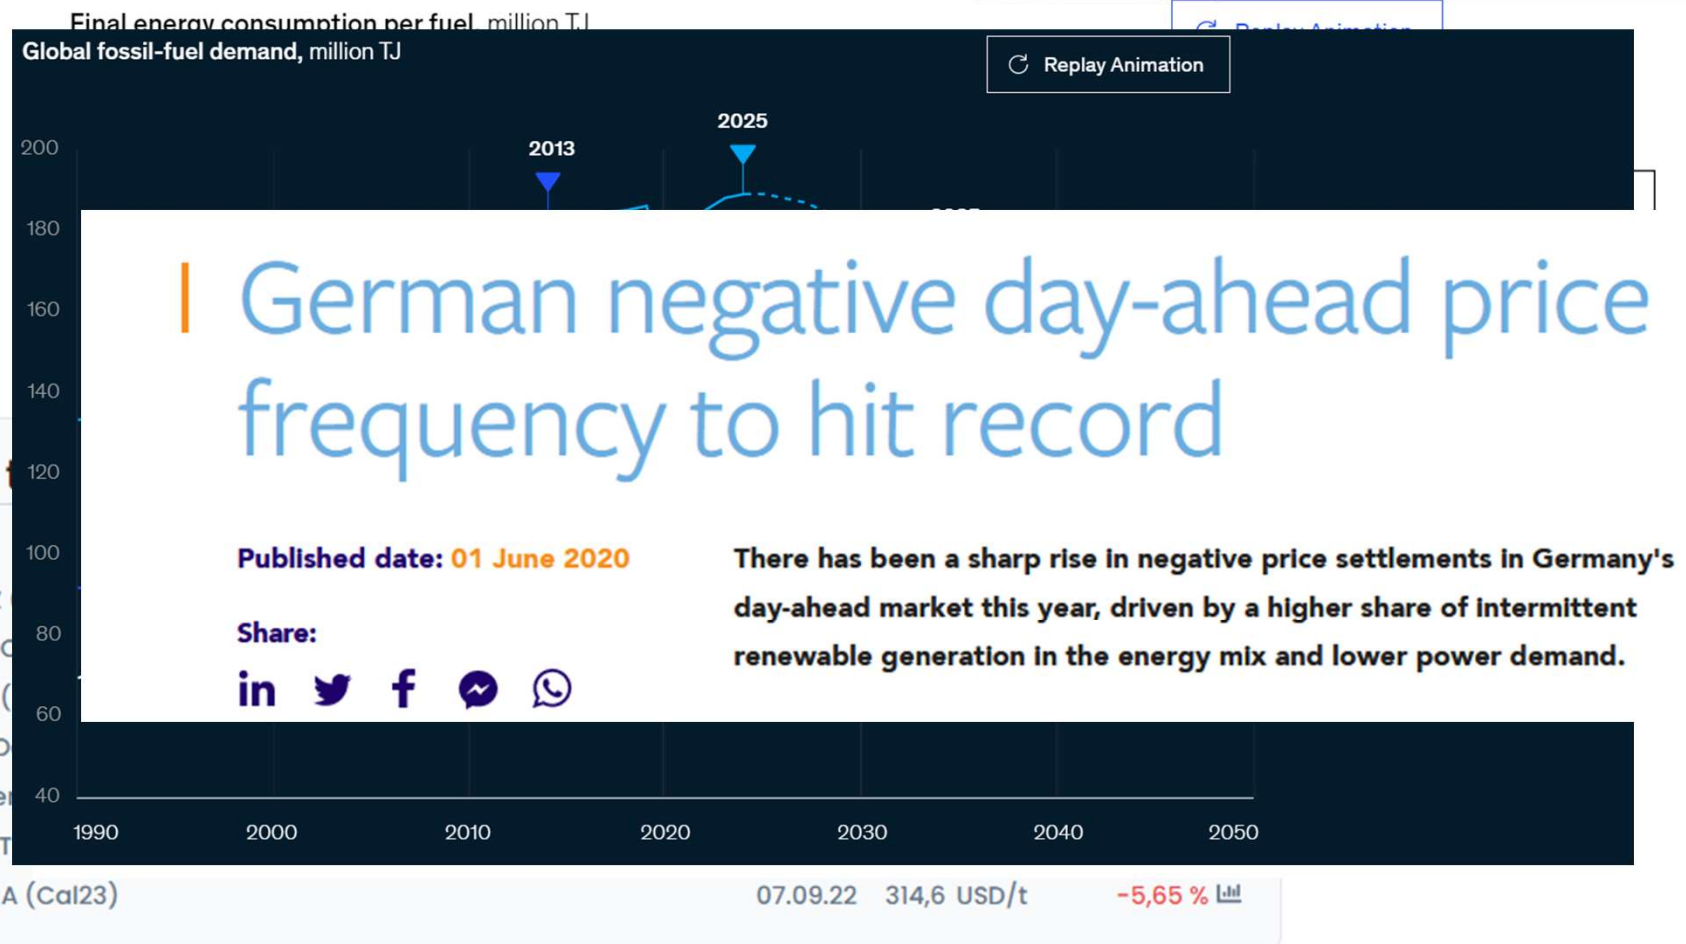 Final energy consumption per fuel, million TJ
Replay Animation
Global fossil-fuel demand, million TJ
Replay Animation
2025
2013
200
180
160
140
120
100
80
60
40
German negative day-ahead price
frequency to hit record
Published date: 01 June 2020
There has been a sharp rise in negative price settlements in Germany's
day-ahead market this year, driven by a higher share of intermittent
renewable generation in the energy mix and lower power demand.
Share:
1990 2000 2010 2020 2030 2040 2050
A (Cal23) 07.09.22 314,6 USD/t -5,65 %